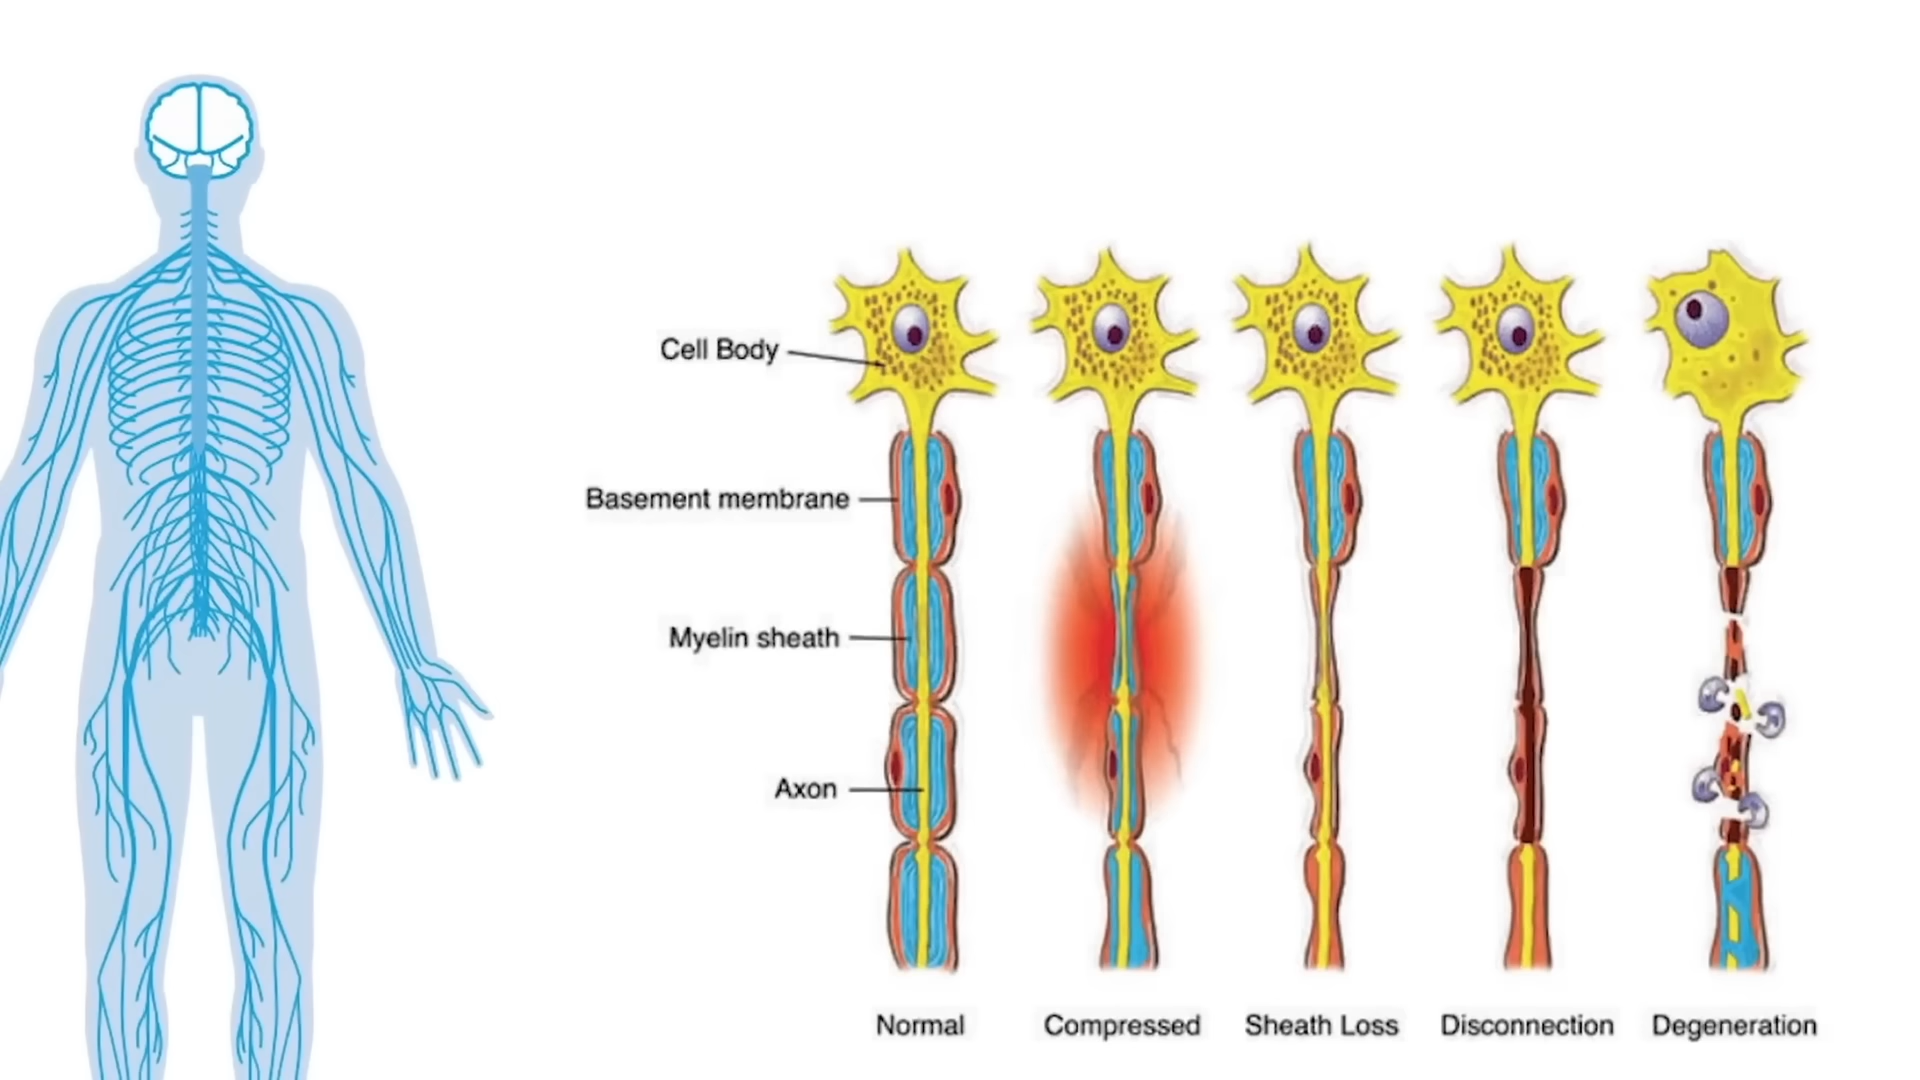 Cell Body
Basement membrane
Myelin sheath
Axon
Normal
Compressed
Sheath Loss
Disconnection
Degeneration